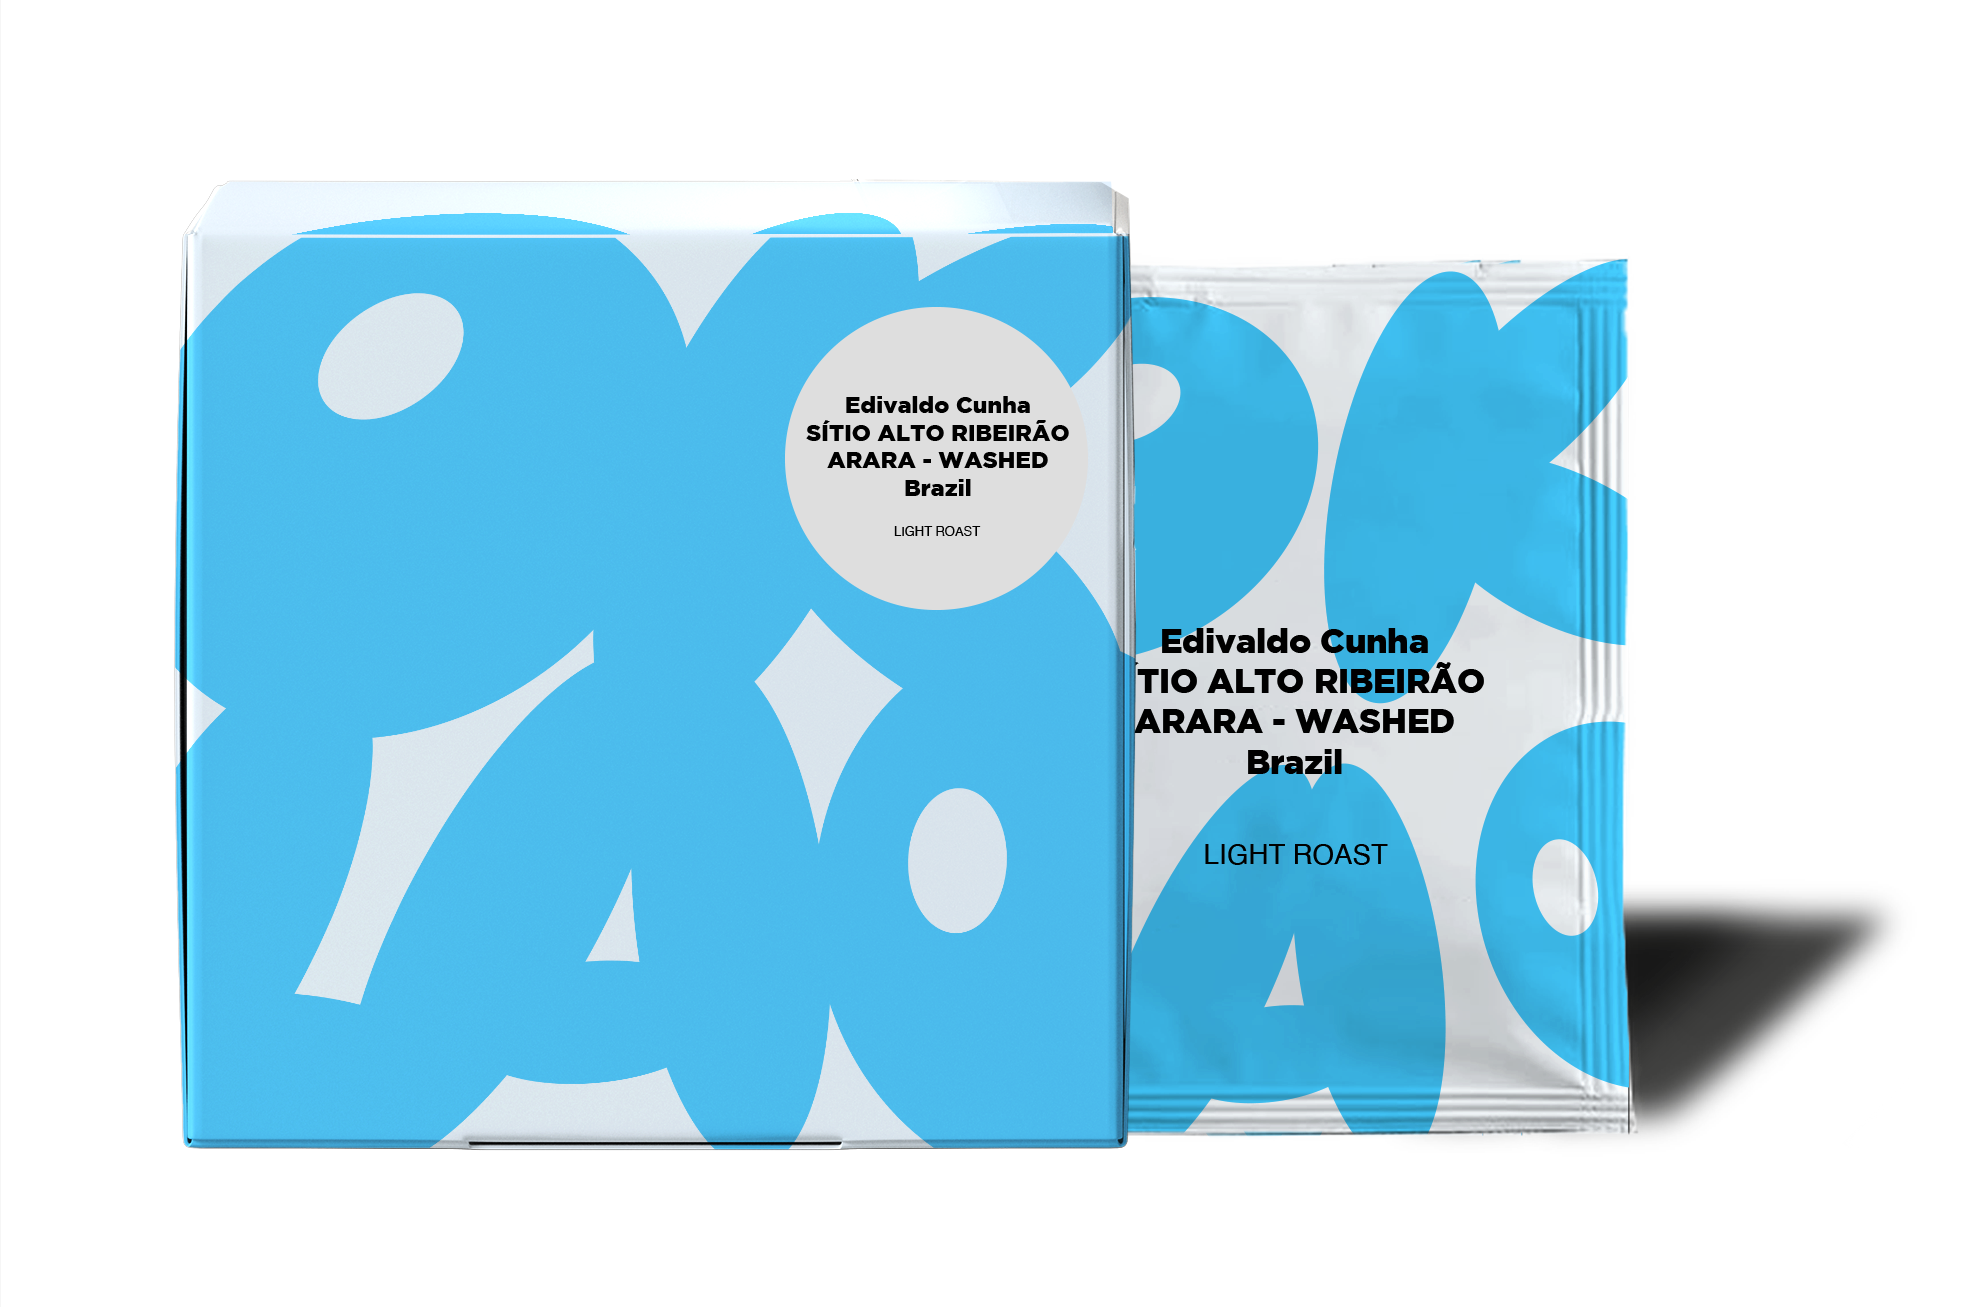 Edivaldo Cunha
SÍTIO ALTO RIBEIRÃO
ARARA - WASHED
Brazil
LIGHT ROAST
Edivaldo Cunha
ÍTIO ALTO RIBEIRÃO
ARARA - WASHED
Brazil
LIGHT ROAST